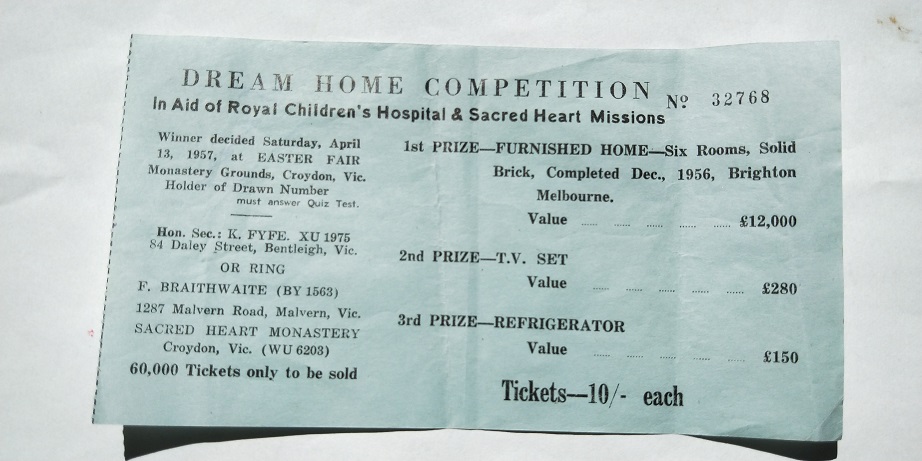 DREAM HOME COMPETITION Nº 32768
In Aid of Royal Children's Hospital & Sacred Heart Missions
Winner decided Saturday, April
13, 1957, at EASTER FAIR
Monastery Grounds, Croydon, Vic.
Holder of Drawn Number
must answer Quiz Test.
Hon. Sec.: K. FYFE. XU 1975
84 Daley Street, Bentleigh, Vic.
OR RING
F. BRAITHWAITE (BY 1563)
1287 Malvern Road, Malvern, Vic.
SACRED HEART MONASTERY
Croydon, Vic. (WU 6203)
60,000 Tickets only to be sold
1st PRIZE—FURNISHED HOME—Six Rooms, Solid
Brick, Completed Dec., 1956, Brighton
Melbourne.
Value ...... ...... ...... ...... ...... £12,000
2nd PRIZE—T.V. SET
Value ...... ...... ...... ...... ...... £280
3rd PRIZE—REFRIGERATOR
Value ...... ...... ...... ...... ...... £150
Tickets—10/- each